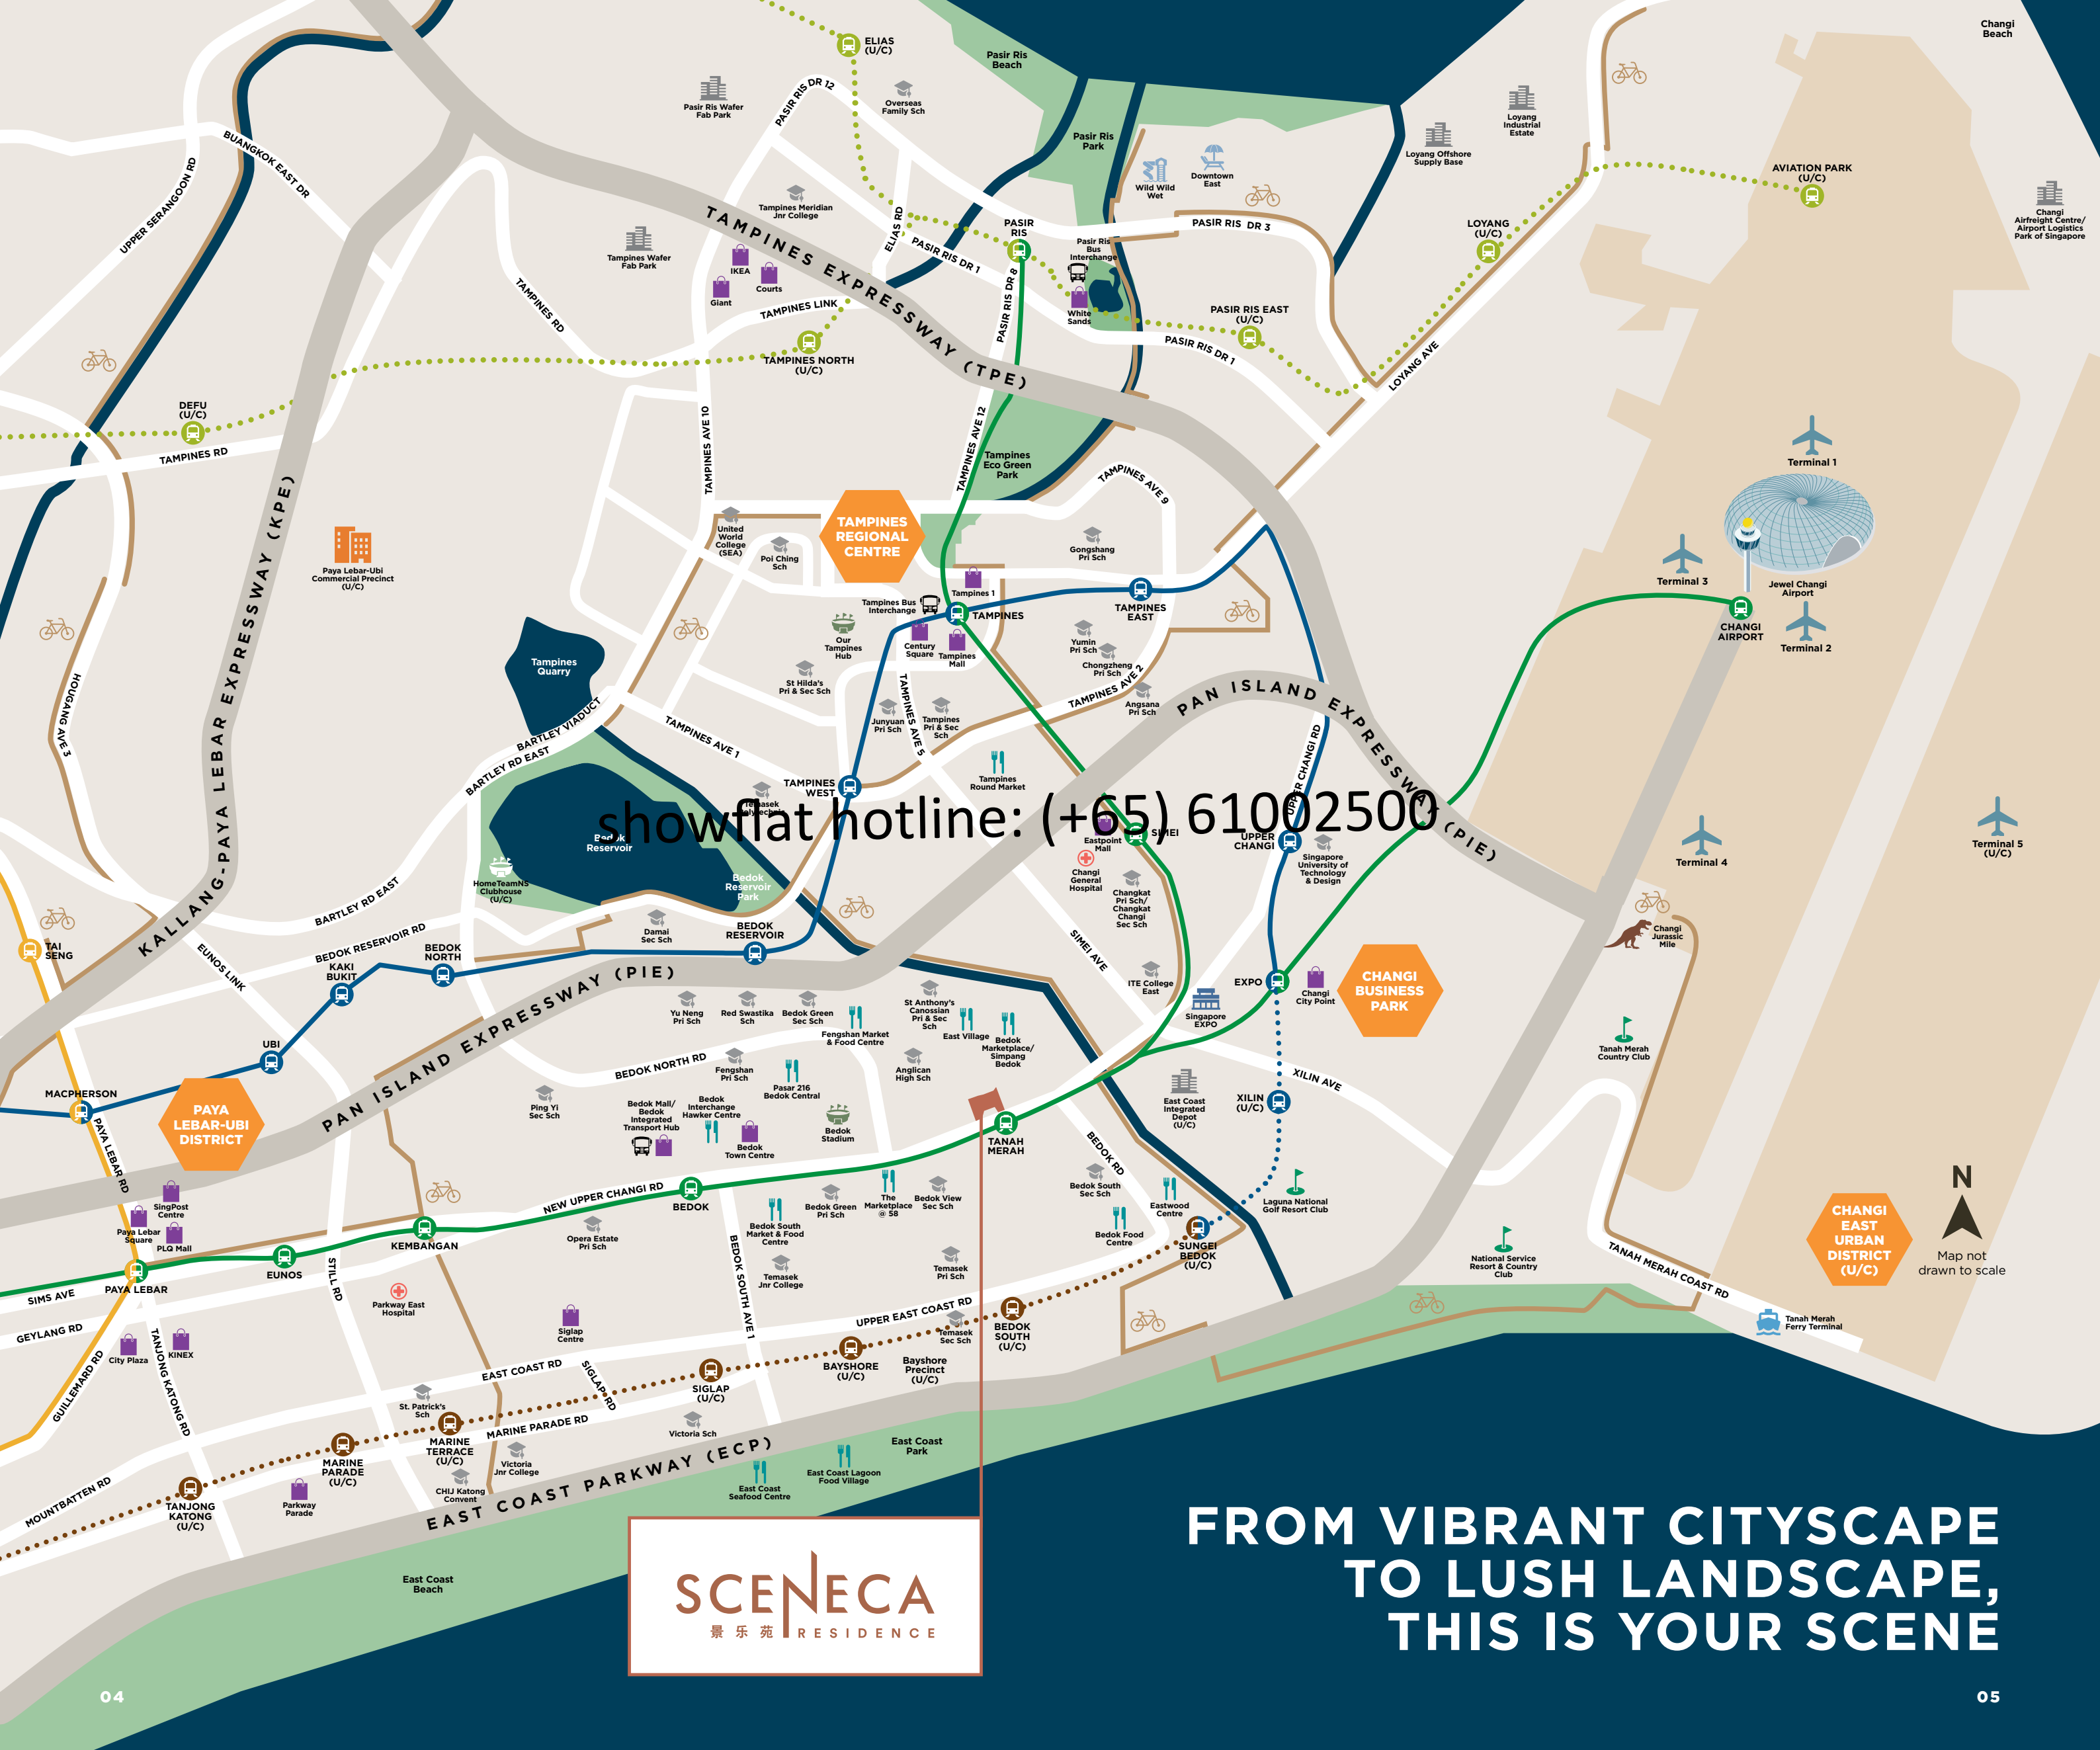 ELIAS
(U/C)
Pasir Ris
Beach
Changi
Beach
Pasir Ris Wafer
Fab Park
PASIR RIS DR 12
Overseas
Family Sch
Loyang
Industrial
Estate
Loyang Offshore
Supply Base
Pasir Ris
Park
BUANGKOK EAST DR
UPPER SERANGOON RD
Wild Wild
Wet
Downtown
East
AVIATION PARK
(U/C)
Changi
Airfreight Centre/
Airport Logistics
Park of Singapore
Tampines Meridian
Jnr College
ELIAS RD
PASIR
RIS
PASIR RIS DR 3
LOYANG
(U/C)
Tampines Wafer
Fab Park
IKEA
Courts
Giant
PASIR RIS DR 1
Pasir Ris
Bus
Interchange
White
Sands
PASIR RIS DR 8
TAMPINES EXPRESSWAY (TPE)
TAMPINES RD
TAMPINES LINK
TAMPINES NORTH
(U/C)
PASIR RIS EAST
(U/C)
PASIR RIS DR 1
LOYANG AVE
DEFU
(U/C)
TAMPINES RD
TAMPINES AVE 10
TAMPINES AVE 12
Tampines
Eco Green
Park
TAMPINES AVE 9
Terminal 1
Paya Lebar-Ubi
Commercial Precinct
(U/C)
United
World
College
(SEA)
Poi Ching
Sch
TAMPINES
REGIONAL
CENTRE
Gongshang
Pri Sch
Terminal 3
Jewel Changi
Airport
Tampines 1
Tampines Bus
Interchange
TAMPINES
TAMPINES
EAST
CHANGI
AIRPORT
Terminal 2
Our
Tampines
Hub
Century
Square
Tampines
Mall
Yumin
Pri Sch
Chongzheng
Pri Sch
Tampines
Quarry
St Hilda's
Pri & Sec Sch
TAMPINES AVE 2
Angsana
Pri Sch
HOUGANG AVE 3
KALLANG-PAYA LEBAR EXPRESSWAY (KPE)
BARTLEY VIADUCT
BARTLEY RD EAST
TAMPINES AVE 1
Junyuan
Pri Sch
Tampines
Pri & Sec
Sch
TAMPINES AVE 5
PAN ISLAND EXPRESSWAY (PIE)
UPPER CHANGI RD
TAMPINES
WEST
Tampines
Round Market
Temasek
Polytechnic
showflat hotline: (+65) 61002500
Bedok
Reservoir
Eastpoint
Mall
SIMEI
UPPER
CHANGI
Singapore
University of
Technology
& Design
Terminal 4
Terminal 5
(U/C)
Changi
General
Hospital
HomeTeamNS
Clubhouse
(U/C)
Bedok
Reservoir
Park
Changkat
Pri Sch/
Changkat
Changi
Sec Sch
BARTLEY RD EAST
Damai
Sec Sch
BEDOK
RESERVOIR
Changi
Jurassic
Mile
TAI
SENG
EUNOS LINK
BEDOK RESERVOIR RD
BEDOK
NORTH
KAKI
BUKIT
SIMEI AVE
ITE College
East
EXPO
Changi
City Point
CHANGI
BUSINESS
PARK
Singapore
EXPO
PAN ISLAND EXPRESSWAY (PIE)
Yu Neng
Pri Sch
Red Swastika
Sch
Bedok Green
Sec Sch
Fengshan Market
& Food Centre
St Anthony's
Canossian
Pri & Sec
Sch
East Village
Bedok
Marketplace/
Simpang
Bedok
UBI
Tanah Merah
Country Club
BEDOK NORTH RD
Fengshan
Pri Sch
Anglican
High Sch
MACPHERSON
PAYA
LEBAR-UBI
DISTRICT
Ping Yi
Sec Sch
Pasar 216
Bedok Central
East Coast
Integrated
Depot
(U/C)
XILIN
(U/C)
XILIN AVE
Bedok Mall/
Bedok
Integrated
Transport Hub
Bedok
Interchange
Hawker Centre
Bedok
Town Centre
Bedok
Stadium
TANAH
MERAH
BEDOK RD
PAYA LEBAR RD
SingPost
Centre
Paya Lebar
Square
PLQ Mall
NEW UPPER CHANGI RD
BEDOK
Bedok South
Market & Food
Centre
Bedok Green
Pri Sch
The
Marketplace
@ 58
Bedok View
Sec Sch
Bedok South
Sec Sch
Eastwood
Centre
Laguna National
Golf Resort Club
Bedok Food
Centre
SUNGEI
BEDOK
(U/C)
CHANGI
EAST
URBAN
DISTRICT
(U/C)
N
Map not
drawn to scale
KEMBANGAN
Opera Estate
Pri Sch
National Service
Resort & Country
Club
TANAH MERAH COAST RD
EUNOS
PAYA LEBAR
SIMS AVE
STILL RD
Parkway East
Hospital
BEDOK SOUTH AVE 1
Temasek
Jnr College
Temasek
Pri Sch
Tanah Merah
Ferry Terminal
GEYLANG RD
City Plaza
KINEX
Siglap
Centre
UPPER EAST COAST RD
Temasek
Sec Sch
BEDOK
SOUTH
(U/C)
GUILLEMARD RD
TANJONG KATONG RD
EAST COAST RD
SIGLAP RD
SIGLAP
(U/C)
BAYSHORE
(U/C)
Bayshore
Precinct
(U/C)
St. Patrick's
Sch
MARINE
TERRACE
(U/C)
MARINE PARADE RD
Victoria Sch
MARINE
PARADE
(U/C)
Victoria
Jnr College
East Coast
Park
EAST COAST PARKWAY (ECP)
MOUNTBATTEN RD
TANJONG
KATONG
(U/C)
Parkway
Parade
CHIJ Katong
Convent
East Coast
Seafood Centre
East Coast Lagoon
Food Village
East Coast
Beach
SCENECA
景乐苑 RESIDENCE
FROM VIBRANT CITYSCAPE
TO LUSH LANDSCAPE,
THIS IS YOUR SCENE
04
05